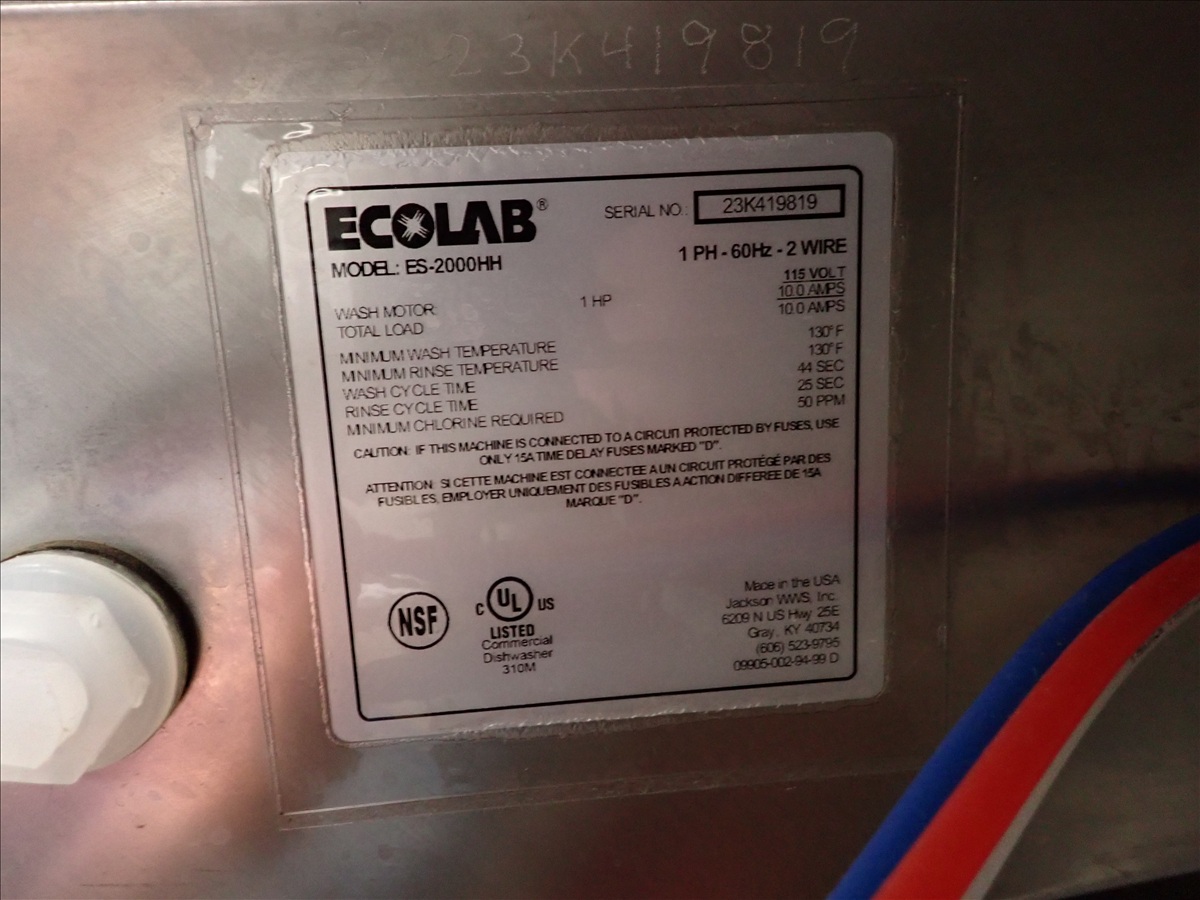 23K419819
ECOLAB® SERIAL NO.: 23K419819
MODEL: ES-2000HH 1 PH - 60Hz - 2 WIRE
115 VOLT
WASH MOTOR: 1 HP 10.0 AMPS
TOTAL LOAD 10.0 AMPS
MINIMUM WASH TEMPERATURE 130°F
MINIMUM RINSE TEMPERATURE 130°F
WASH CYCLE TIME 44 SEC
RINSE CYCLE TIME 25 SEC
MINIMUM CHLORINE REQUIRED 50 PPM
CAUTION: IF THIS MACHINE IS CONNECTED TO A CIRCUIT PROTECTED BY FUSES, USE
ONLY 15A TIME DELAY FUSES MARKED "D".
ATTENTION: SI CETTE MACHINE EST CONNECTEE A UN CIRCUIT PROTÉGÉ PAR DES
FUSIBLES, EMPLOYER UNIQUEMENT DES FUSIBLES A ACTION DIFFEREE DE 15A
MARQUE "D".
NSF
C UL US
LISTED
Commercial
Dishwasher
310M
Made in the USA
Jackson WWS, Inc.
6209 N US Hwy 25E
Gray, KY 40734
(606) 523-9795
09905-002-94-99 D